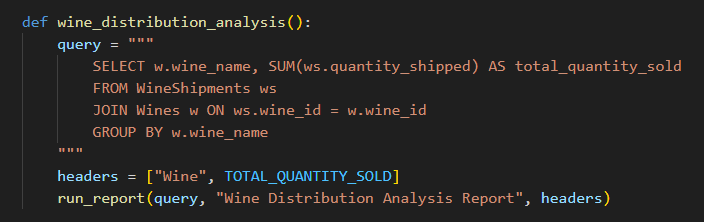 def wine_distribution_analysis():
    query = """
        SELECT w.wine_name, SUM(ws.quantity_shipped) AS total_quantity_sold
        FROM WineShipments ws
        JOIN Wines w ON ws.wine_id = w.wine_id
        GROUP BY w.wine_name
    """
    headers = ["Wine", TOTAL_QUANTITY_SOLD]
    run_report(query, "Wine Distribution Analysis Report", headers)